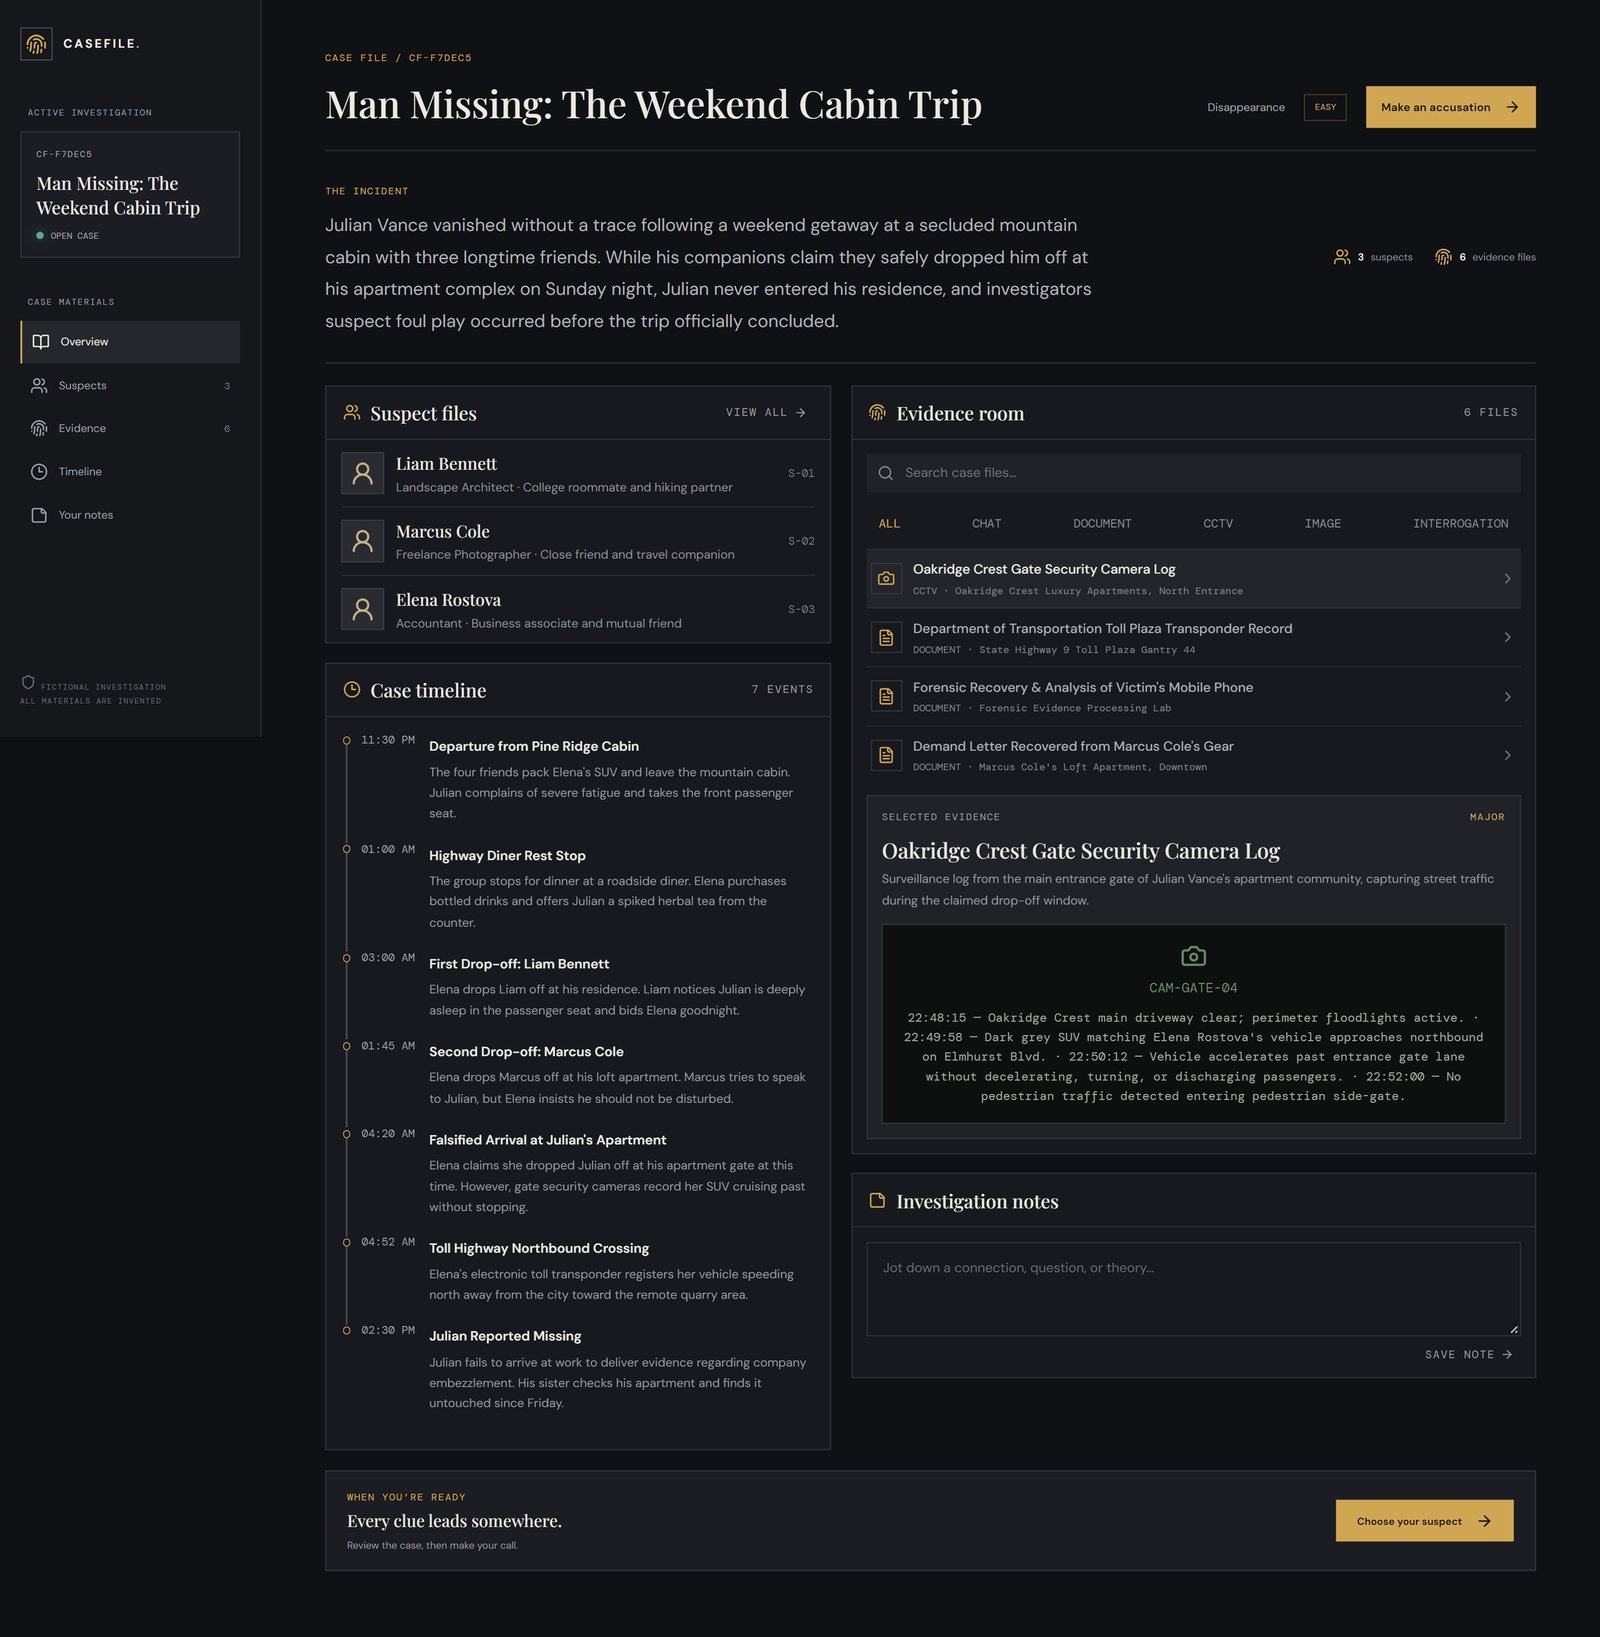 CASEFILE.
ACTIVE INVESTIGATION
CF-F7DEC5
Man Missing: The
Weekend Cabin Trip
OPEN CASE
CASE MATERIALS
Overview
Suspects 3
Evidence 6
Timeline
Your notes
FICTIONAL INVESTIGATION
ALL MATERIALS ARE INVENTED
CASE FILE / CF-F7DEC5
Man Missing: The Weekend Cabin Trip
Disappearance EASY Make an accusation
THE INCIDENT
Julian Vance vanished without a trace following a weekend getaway at a secluded mountain
cabin with three longtime friends. While his companions claim they safely dropped him off at
his apartment complex on Sunday night, Julian never entered his residence, and investigators
suspect foul play occurred before the trip officially concluded.
3 suspects 6 evidence files
Suspect files VIEW ALL →
Liam Bennett
Landscape Architect · College roommate and hiking partner
S-01
Marcus Cole
Freelance Photographer · Close friend and travel companion
S-02
Elena Rostova
Accountant · Business associate and mutual friend
S-03
Case timeline 7 EVENTS
11:30 PM Departure from Pine Ridge Cabin
The four friends pack Elena's SUV and leave the mountain cabin.
Julian complains of severe fatigue and takes the front passenger
seat.
01:00 AM Highway Diner Rest Stop
The group stops for dinner at a roadside diner. Elena purchases
bottled drinks and offers Julian a spiked herbal tea from the
counter.
03:00 AM First Drop-off: Liam Bennett
Elena drops Liam off at his residence. Liam notices Julian is deeply
asleep in the passenger seat and bids Elena goodnight.
01:45 AM Second Drop-off: Marcus Cole
Elena drops Marcus off at his loft apartment. Marcus tries to speak
to Julian, but Elena insists he should not be disturbed.
04:20 AM Falsified Arrival at Julian's Apartment
Elena claims she dropped Julian off at his apartment gate at this
time. However, gate security cameras record her SUV cruising past
without stopping.
04:52 AM Toll Highway Northbound Crossing
Elena's electronic toll transponder registers her vehicle speeding
north away from the city toward the remote quarry area.
02:30 PM Julian Reported Missing
Julian fails to arrive at work to deliver evidence regarding company
embezzlement. His sister checks his apartment and finds it
untouched since Friday.
Evidence room 6 FILES
Search case files...
ALL CHAT DOCUMENT CCTV IMAGE INTERROGATION
Oakridge Crest Gate Security Camera Log
CCTV · Oakridge Crest Luxury Apartments, North Entrance
Department of Transportation Toll Plaza Transponder Record
DOCUMENT · State Highway 9 Toll Plaza Gantry 44
Forensic Recovery & Analysis of Victim's Mobile Phone
DOCUMENT · Forensic Evidence Processing Lab
Demand Letter Recovered from Marcus Cole's Gear
DOCUMENT · Marcus Cole's Loft Apartment, Downtown
SELECTED EVIDENCE MAJOR
Oakridge Crest Gate Security Camera Log
Surveillance log from the main entrance gate of Julian Vance's apartment community, capturing street traffic
during the claimed drop-off window.
CAM-GATE-04
22:48:15 — Oakridge Crest main driveway clear; perimeter floodlights active. ·
22:49:58 — Dark grey SUV matching Elena Rostova's vehicle approaches northbound
on Elmhurst Blvd. · 22:50:12 — Vehicle accelerates past entrance gate lane
without decelerating, turning, or discharging passengers. · 22:52:00 — No
pedestrian traffic detected entering pedestrian side-gate.
Investigation notes
Jot down a connection, question, or theory...
SAVE NOTE →
WHEN YOU'RE READY
Every clue leads somewhere.
Review the case, then make your call.
Choose your suspect